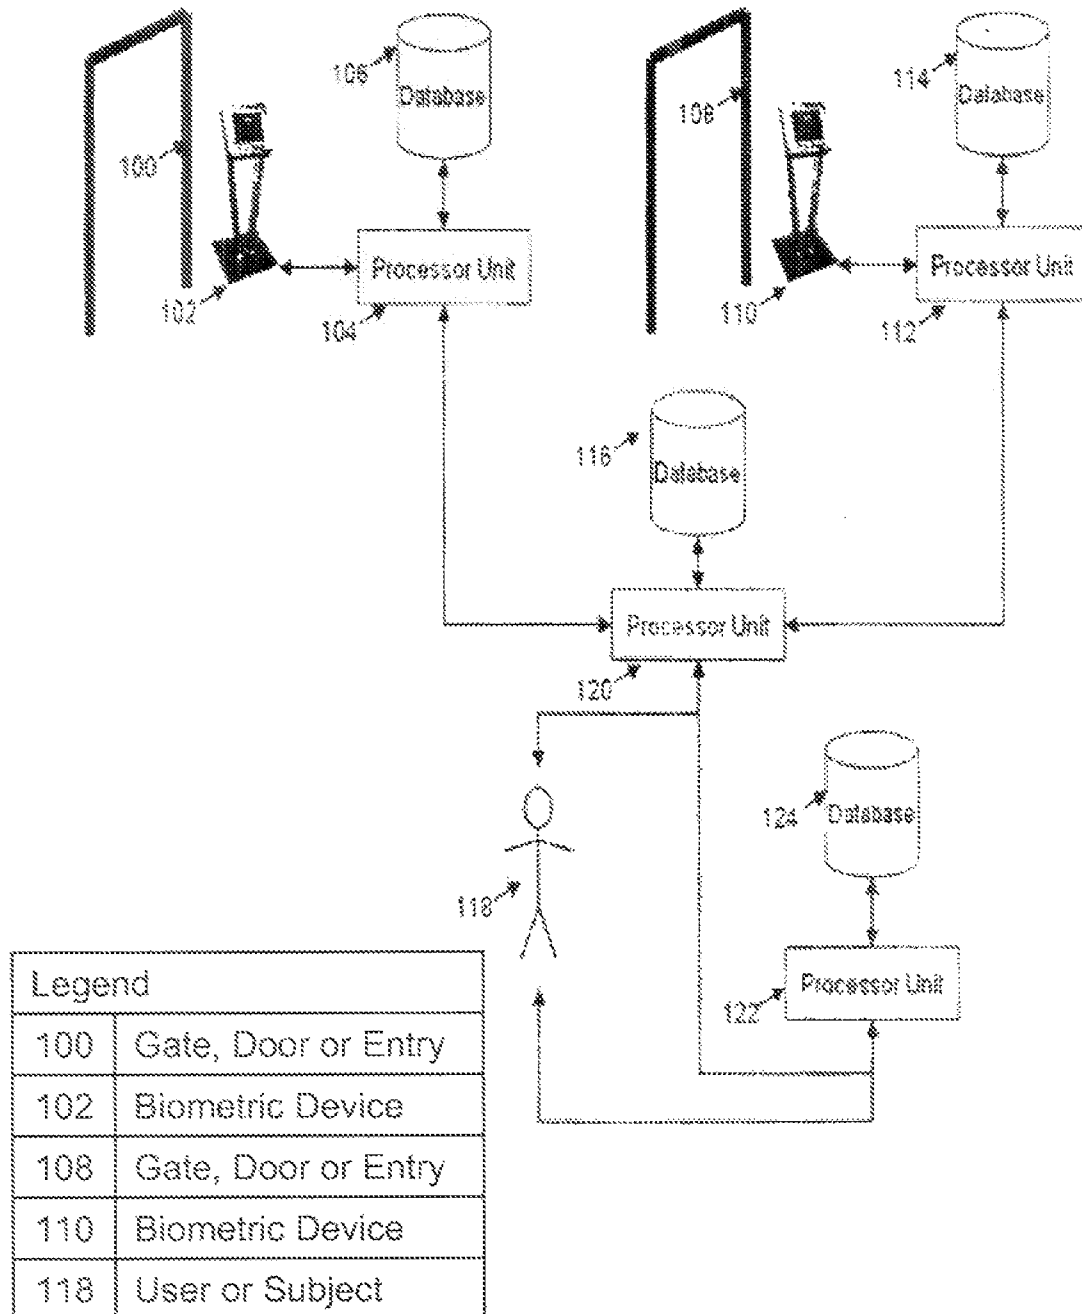 106
Database
100
102
Processor Unit
104
108
114
Database
110
Processor Unit
112
116
Database
Processor Unit
120
118
124
Database
Processor Unit
122
Legend
100 Gate, Door or Entry
102 Biometric Device
108 Gate, Door or Entry
110 Biometric Device
118 User or Subject